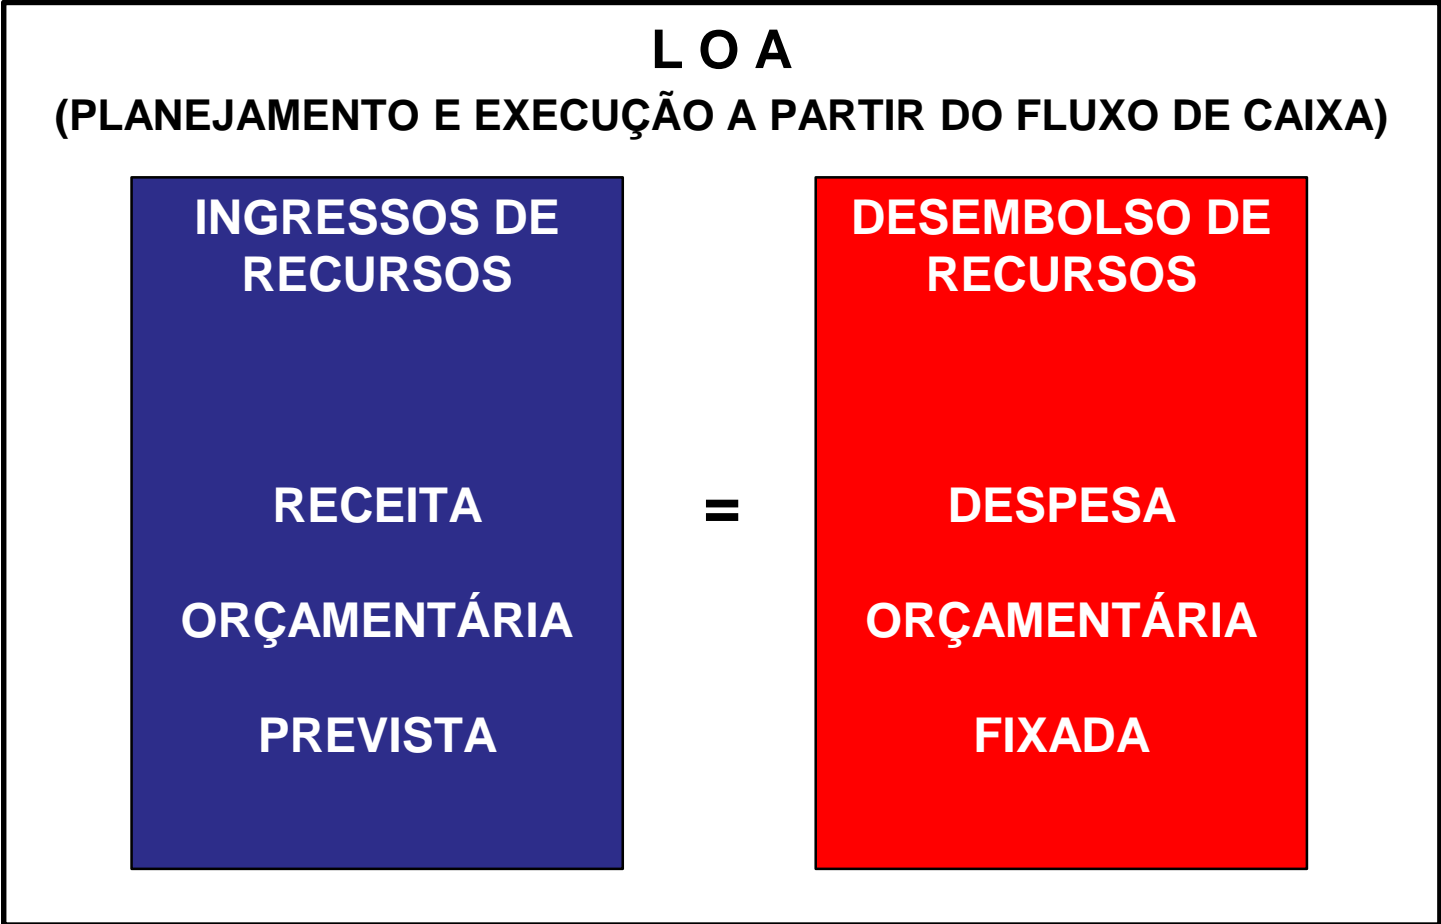 L O A
(PLANEJAMENTO E EXECUÇÃO A PARTIR DO FLUXO DE CAIXA)
INGRESSOS DE
RECURSOS
RECEITA
ORÇAMENTÁRIA
PREVISTA
=
DESEMBOLSO DE
RECURSOS
DESPESA
ORÇAMENTÁRIA
FIXADA